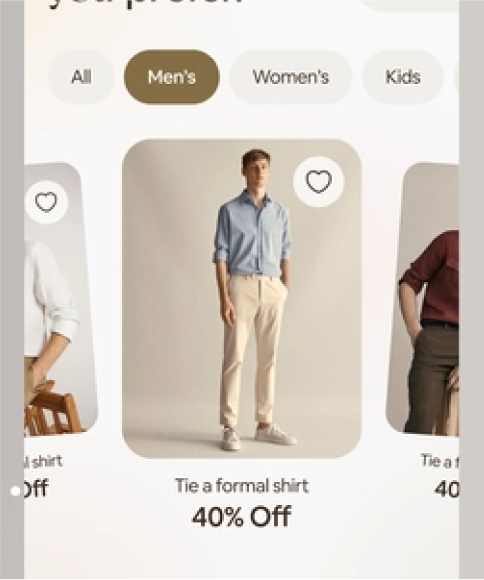 All
Men's
Women's
Kids
Tie a formal shirt
40% Off
shirt
Off
Tie a
40